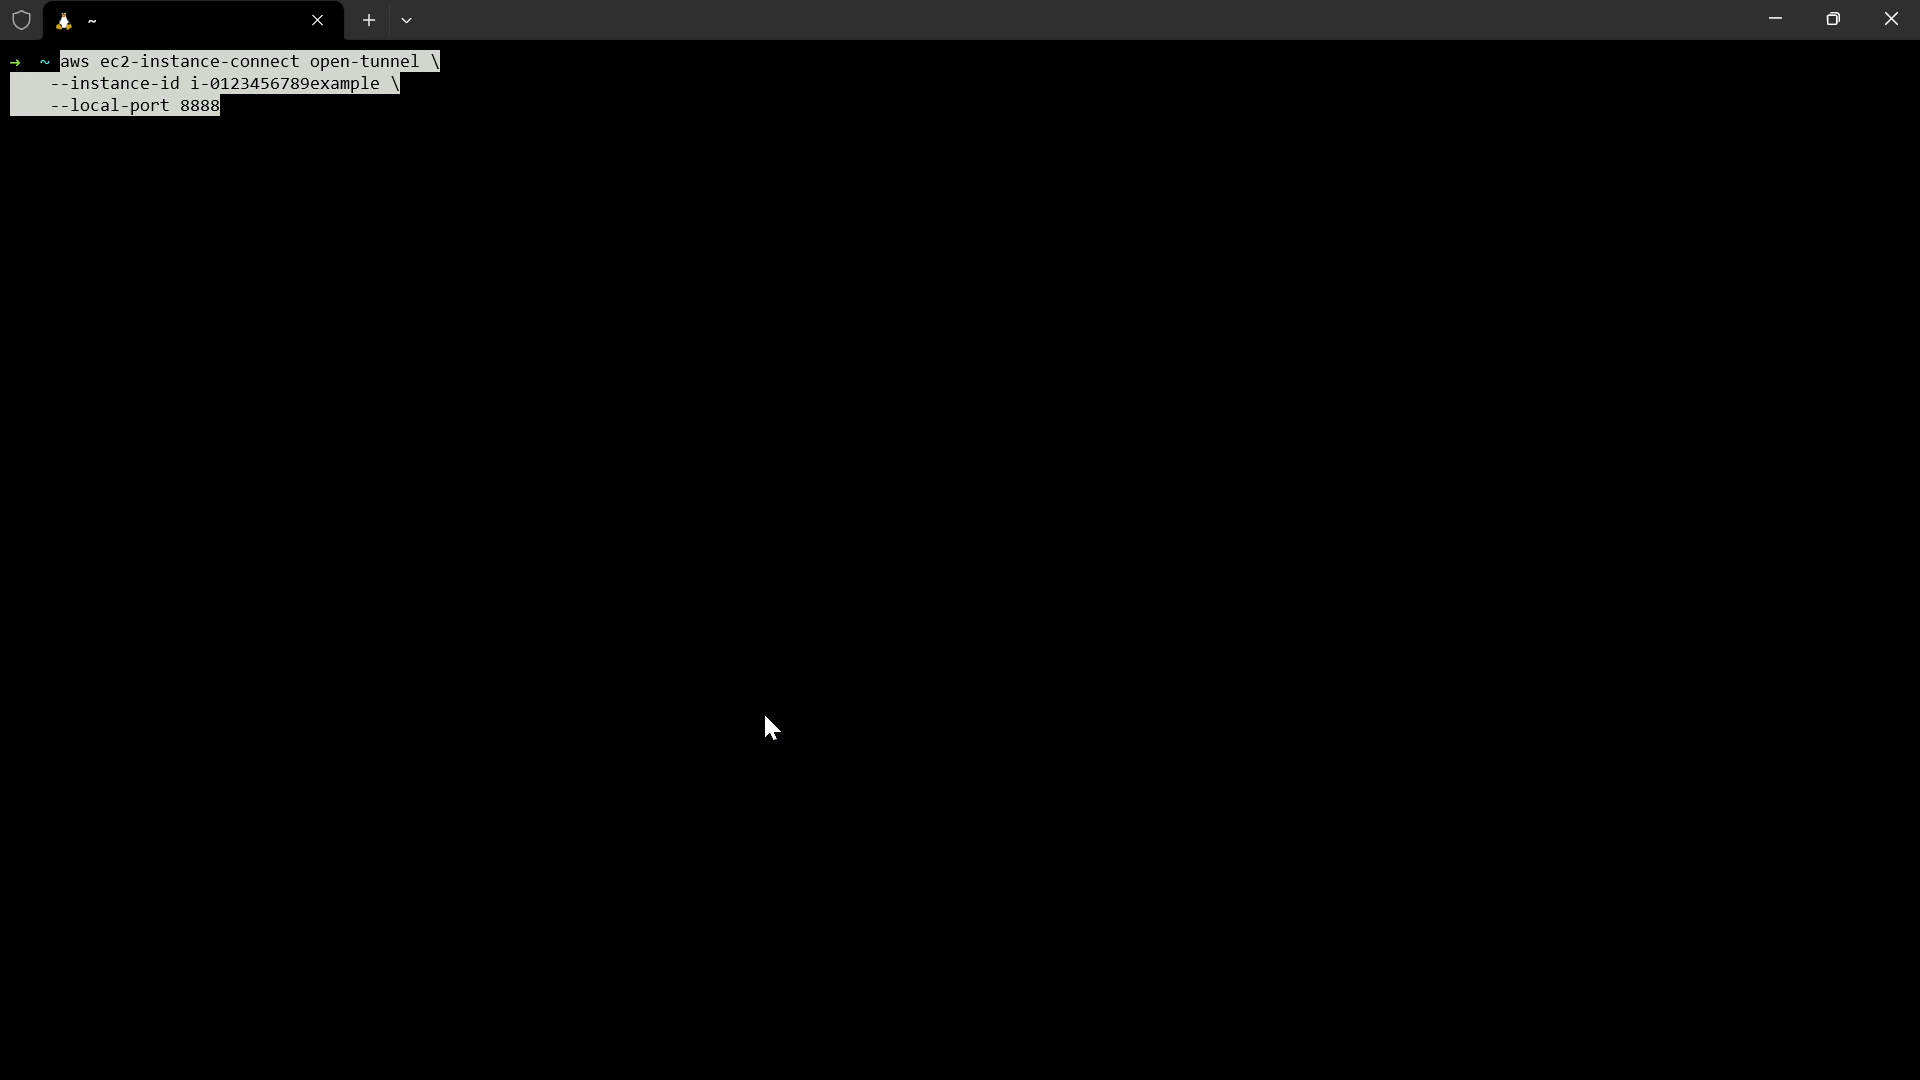 ~
→ ~ aws ec2-instance-connect open-tunnel \
--instance-id i-0123456789example \
--local-port 8888